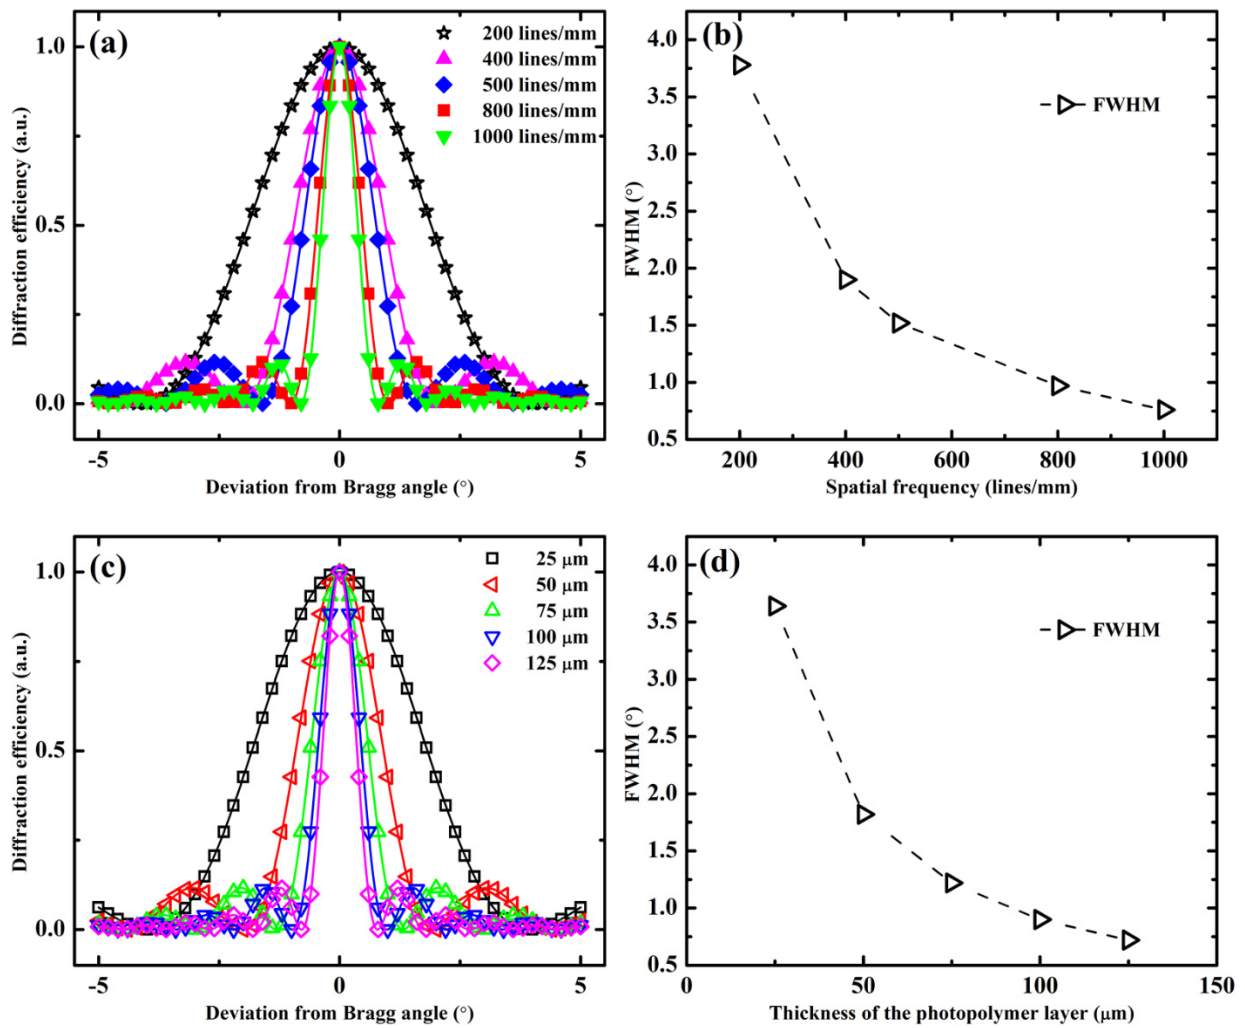 (a)
200 lines/mm
400 lines/mm
500 lines/mm
800 lines/mm
1000 lines/mm
1.0
0.5
0.0
Diffraction efficiency (a.u.)
-5
0
5
Deviation from Bragg angle (°)
(b)
FWHM
4.0
3.5
3.0
2.5
2.0
1.5
1.0
0.5
FWHM (°)
200
400
600
800
1000
Spatial frequency (lines/mm)
(c)
25 μm
50 μm
75 μm
100 μm
125 μm
1.0
0.5
0.0
Diffraction efficiency (a.u.)
-5
0
5
Deviation from Bragg angle (°)
(d)
FWHM
4.0
3.5
3.0
2.5
2.0
1.5
1.0
0.5
FWHM (°)
0
50
100
150
Thickness of the photopolymer layer (μm)